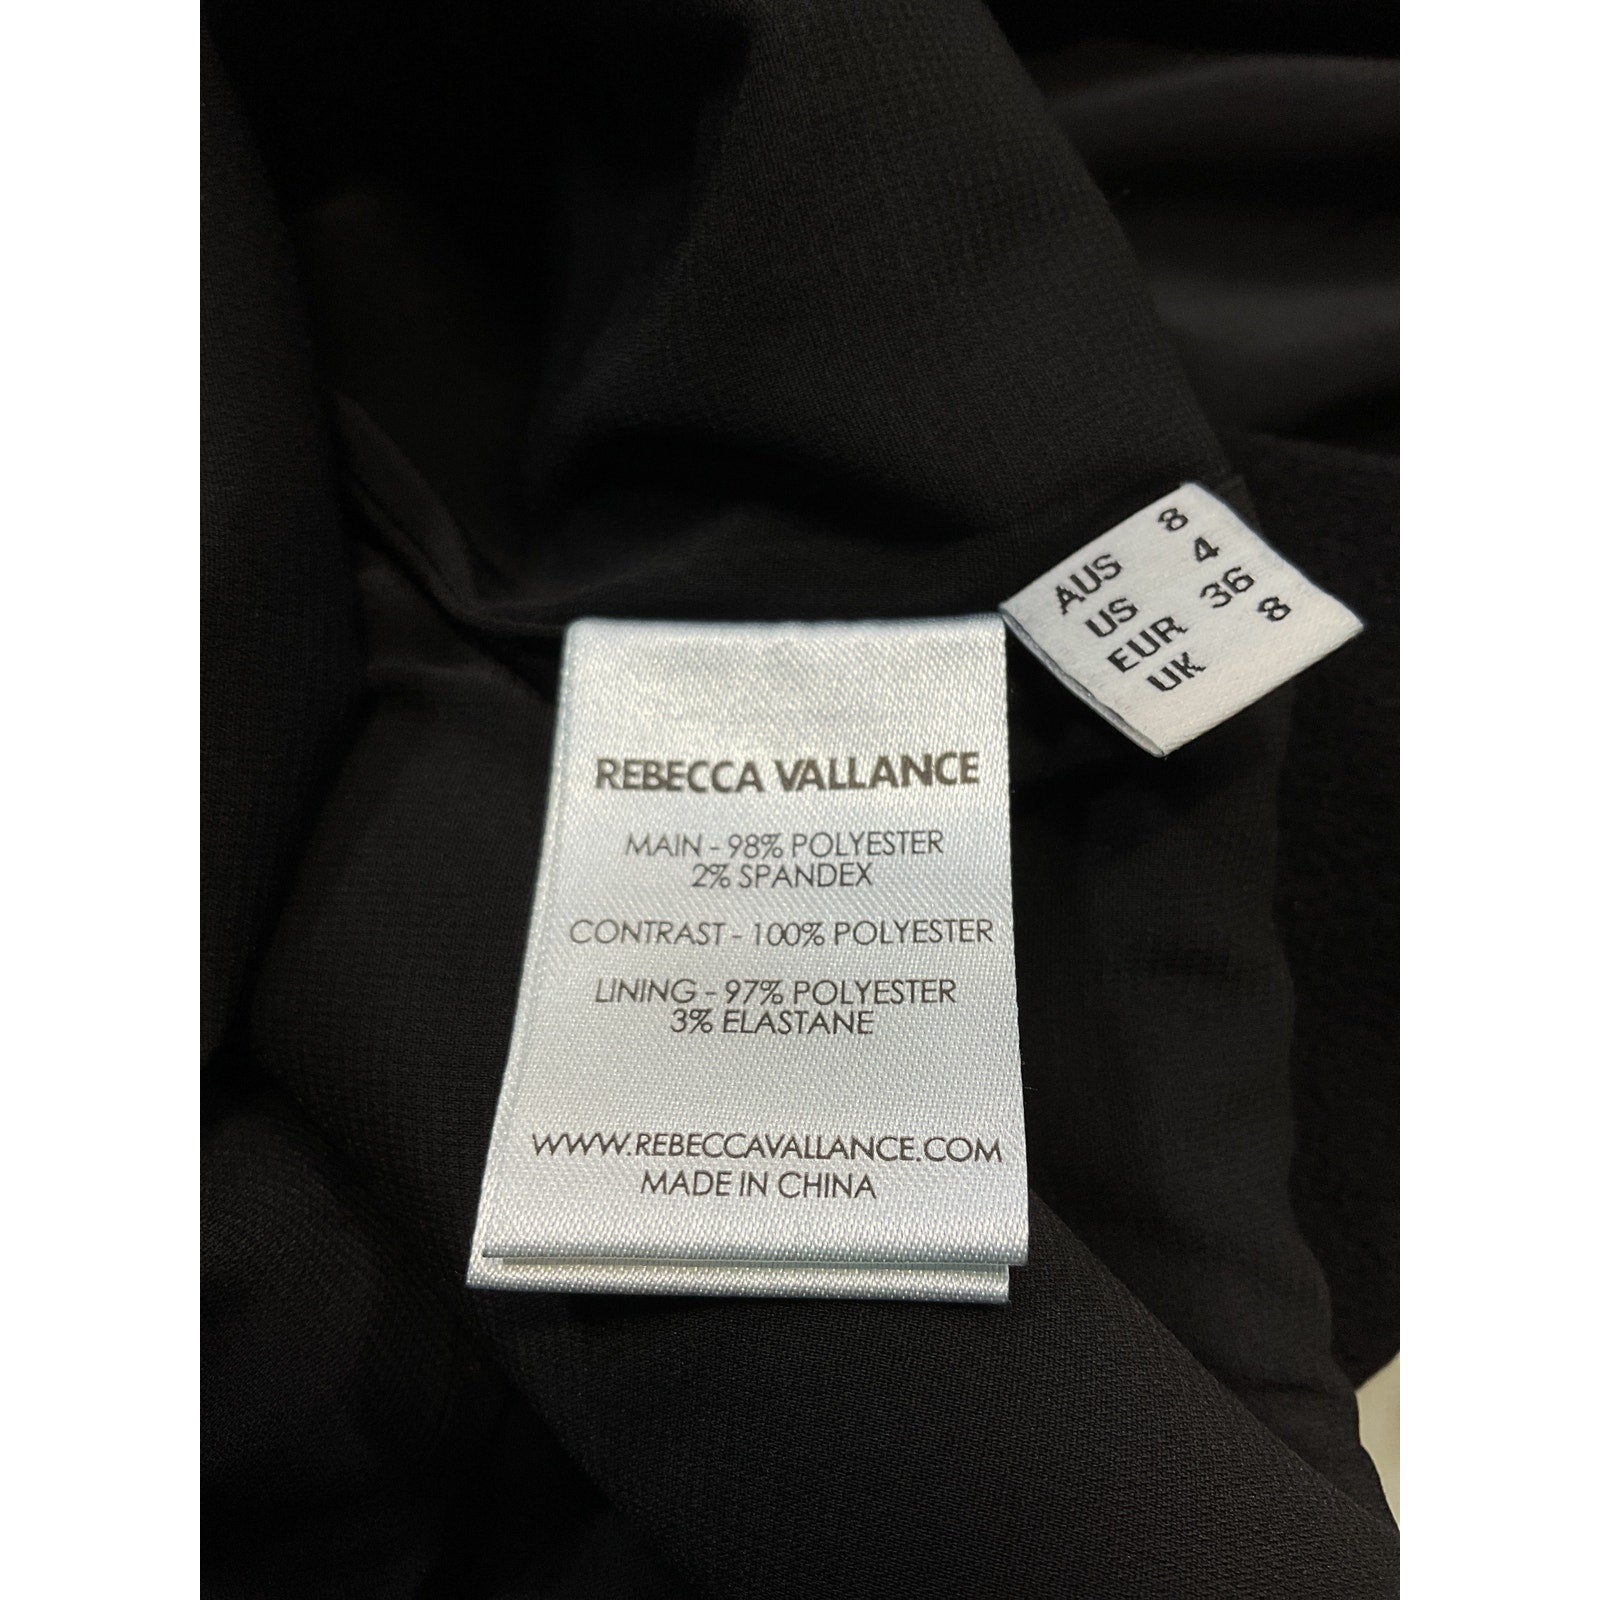 AUS 8
US 4
EUR 36
UK 8
REBECCA VALLANCE
MAIN - 98% POLYESTER
2% SPANDEX
CONTRAST - 100% POLYESTER
LINING - 97% POLYESTER
3% ELASTANE
WWW.REBECCAVALLANCE.COM
MADE IN CHINA